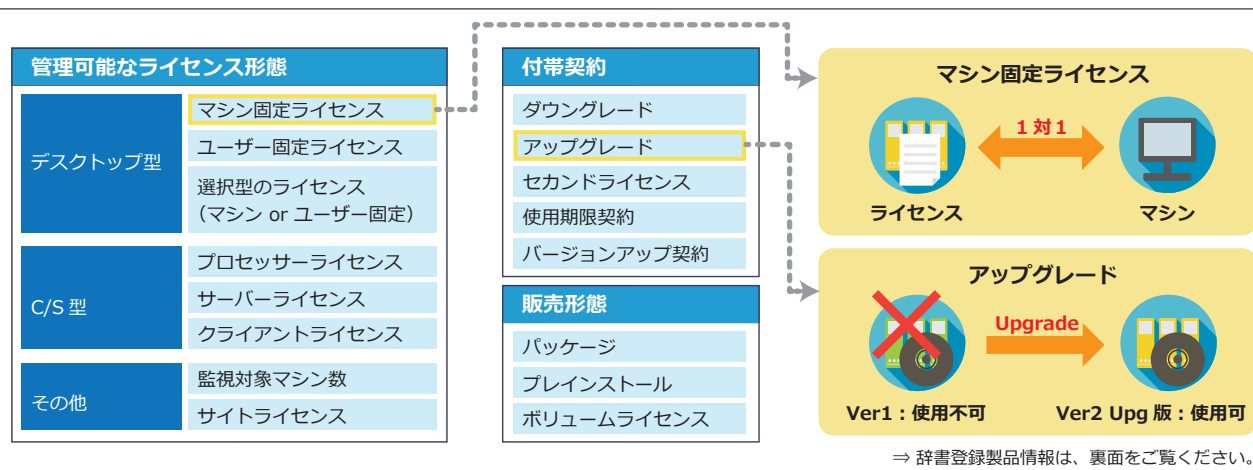 管理可能なライセンス形態
デスクトップ型
マシン固定ライセンス
ユーザー固定ライセンス
選択型のライセンス
（マシン or ユーザー固定）
C/S 型
プロセッサーライセンス
サーバーライセンス
クライアントライセンス
その他
監視対象マシン数
サイトライセンス
付帯契約
ダウングレード
アップグレード
セカンドライセンス
使用期限契約
バージョンアップ契約
販売形態
パッケージ
プレインストール
ボリュームライセンス
マシン固定ライセンス
1 対 1
ライセンス
マシン
アップグレード
Upgrade
Ver1：使用不可
Ver2 Upg 版：使用可
⇒ 辞書登録製品情報は、裏面をご覧ください。